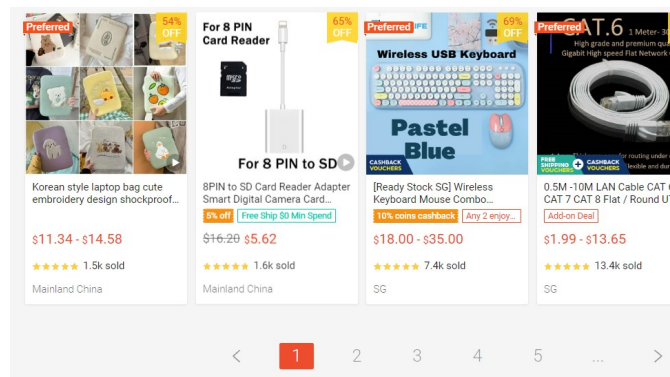 Preferred
54%
OFF
Korean style laptop bag cute
embroidery design shockproof...
$11.34 - $14.58
1.5k sold
Mainland China
For 8 PIN
Card Reader
65%
OFF
For 8 PIN to SD
8PIN to SD Card Reader Adapter
Smart Digital Camera Card...
5% off Free Ship $0 Min Spend
$16.20 $5.62
1.6k sold
Mainland China
Preferred
69%
OFF
Wireless USB Keyboard
Pastel
Blue
CASHBACK
VOUCHERS
[Ready Stock SG] Wireless
Keyboard Mouse Combo...
10% coins cashback Any 2 enjoy...
$18.00 - $35.00
7.4k sold
SG
Preferred
CAT.6 1 Meter- 3
High grade and premium qua
Gigabit High speed Flat Network
for routing under
FREE
SHIPPING + CASHBACK
VOUCHERS
0.5M -10M LAN Cable CAT
CAT 7 CAT 8 Flat / Round U
Add-on Deal
$1.99 - $13.65
13.4k sold
SG
< 1 2 3 4 5 ... >